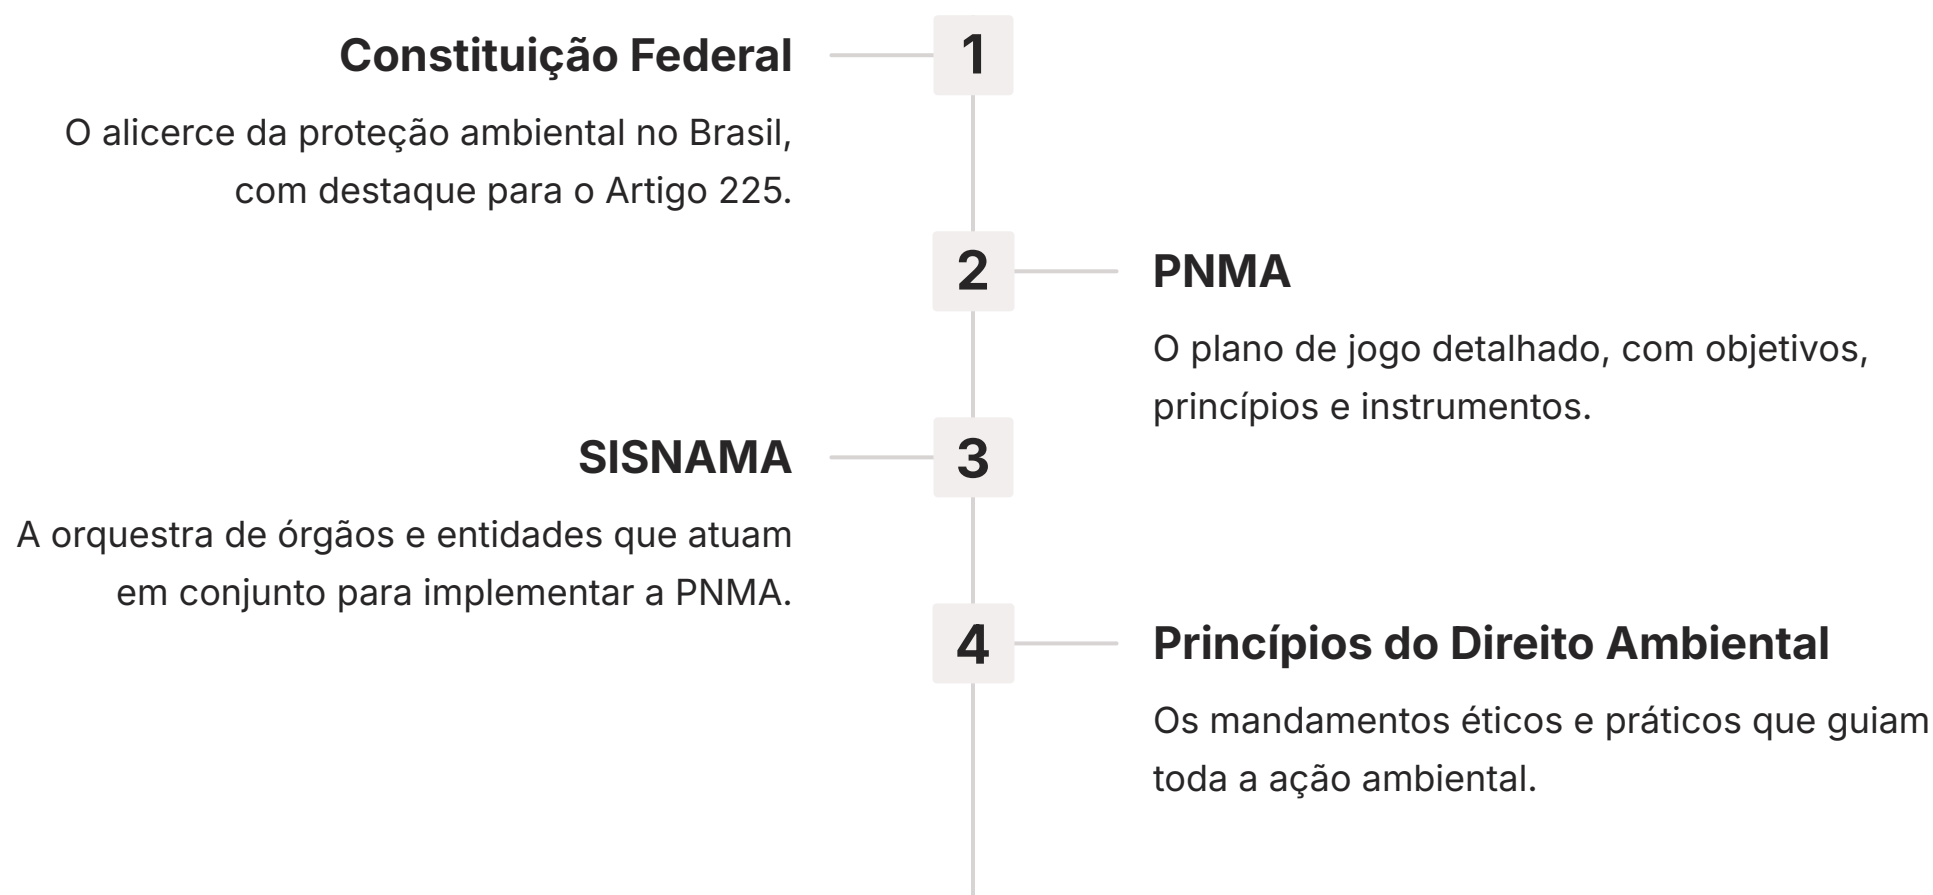 Constituição Federal
1
O alicerce da proteção ambiental no Brasil,
com destaque para o Artigo 225.
2
PNMA
O plano de jogo detalhado, com objetivos,
princípios e instrumentos.
SISNAMA
3
A orquestra de órgãos e entidades que atuam
em conjunto para implementar a PNMA.
4
Princípios do Direito Ambiental
Os mandamentos éticos e práticos que guiam
toda a ação ambiental.